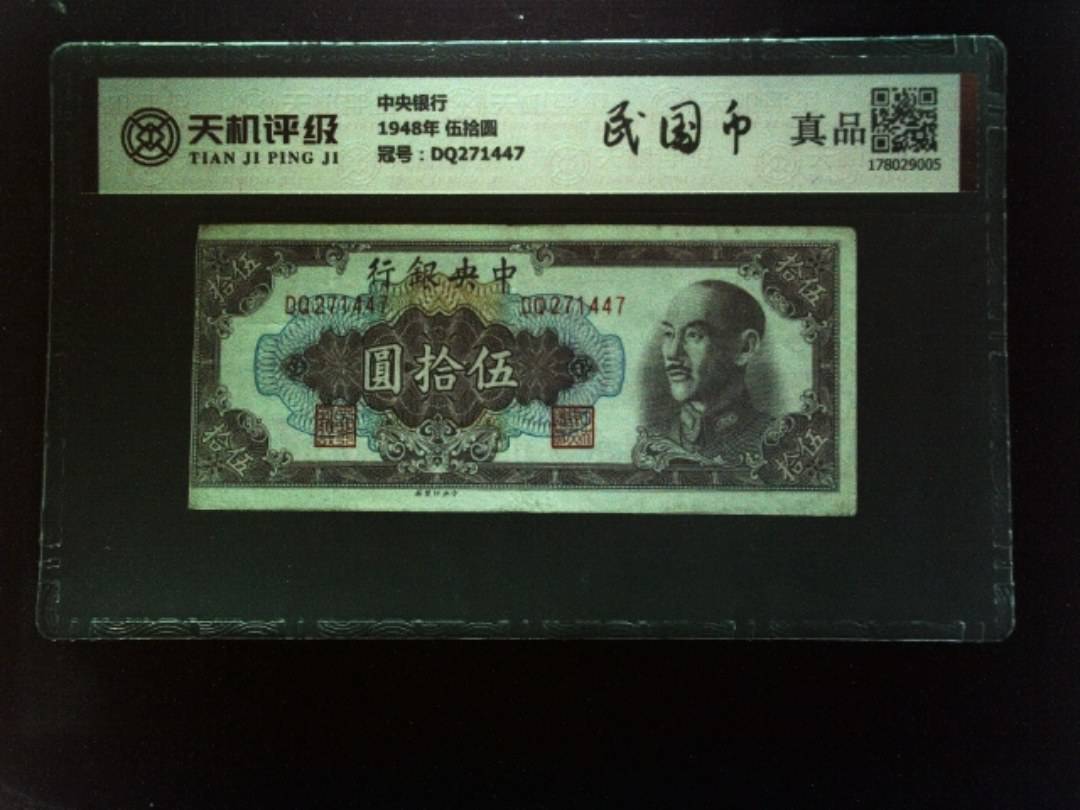 天机评级
TIAN JI PING JI
中央银行
1948年 伍拾圆
冠号：DQ271447
民国币
真品
178029005
行銀央中
DQ271447 DQ271447
圓拾伍
拾伍
拾伍
拾伍
拾伍